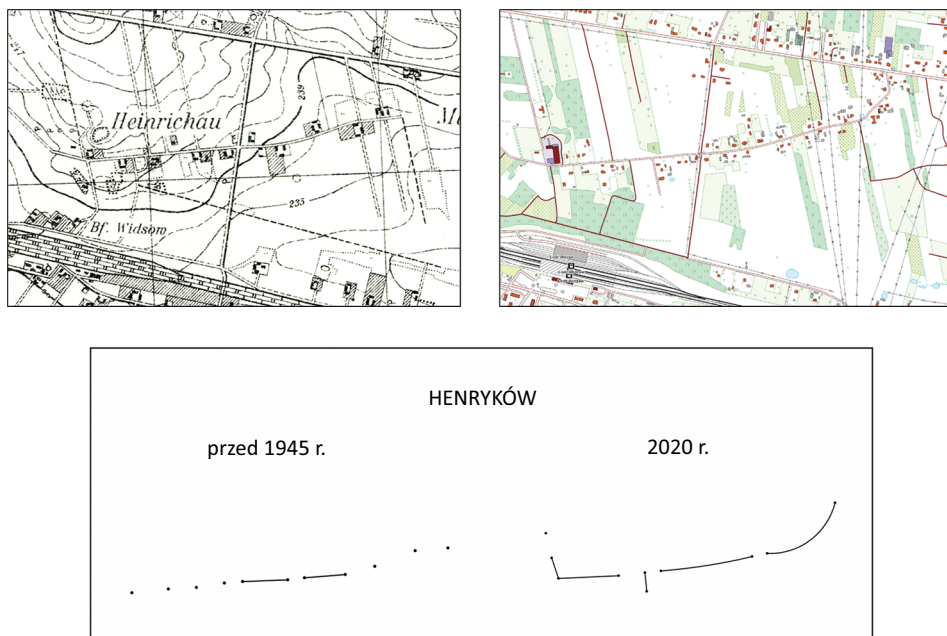 Heinrichau
239
235
Bf. Widsow
HENRYKÓW
przed 1945 r.
2020 r.